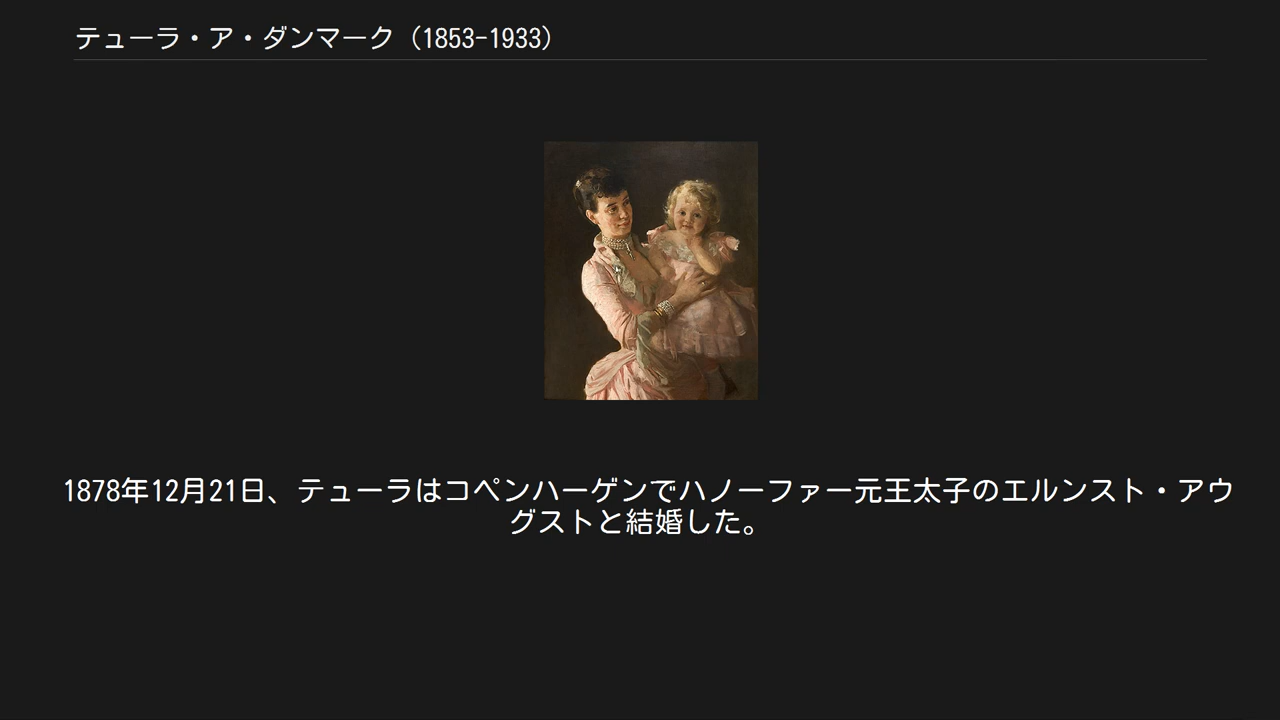 テューラ・ア・ダンマーク（1853-1933）
1878年12月21日、テューラはコペンハーゲンでハノーファー元王太子のエルンスト・アウ
グストと結婚した。